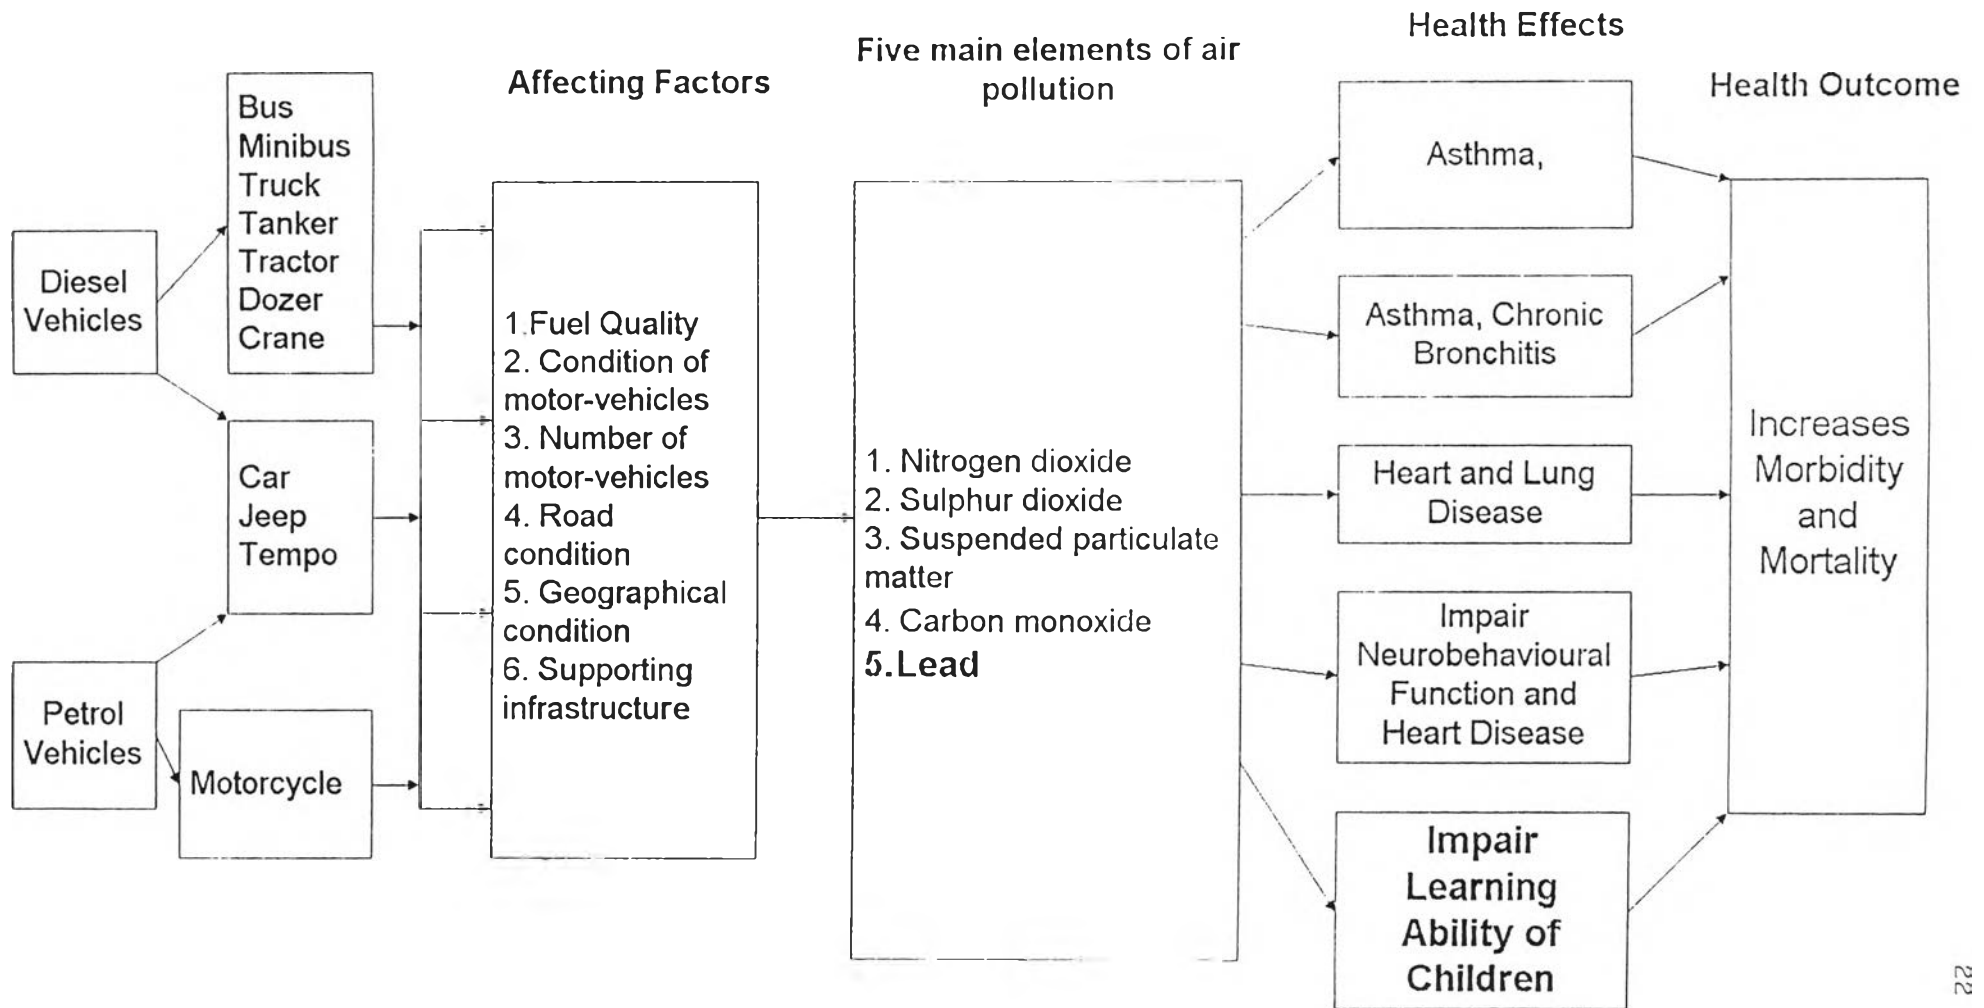 Diesel
Vehicles
Petrol
Vehicles
Bus
Minibus
Truck
Tanker
Tractor
Dozer
Crane
Car
Jeep
Tempo
Motorcycle
Affecting Factors
1.Fuel Quality
2. Condition of
motor-vehicles
3. Number of
motor-vehicles
4. Road
condition
5. Geographical
condition
6. Supporting
infrastructure
Five main elements of air
pollution
1. Nitrogen dioxide
2. Sulphur dioxide
3. Suspended particulate
matter
4. Carbon monoxide
5.Lead
Health Effects
Asthma,
Asthma, Chronic
Bronchitis
Heart and Lung
Disease
Impair
Neurobehavioural
Function and
Heart Disease
Impair
Learning
Ability of
Children
Health Outcome
Increases
Morbidity
and
Mortality
22